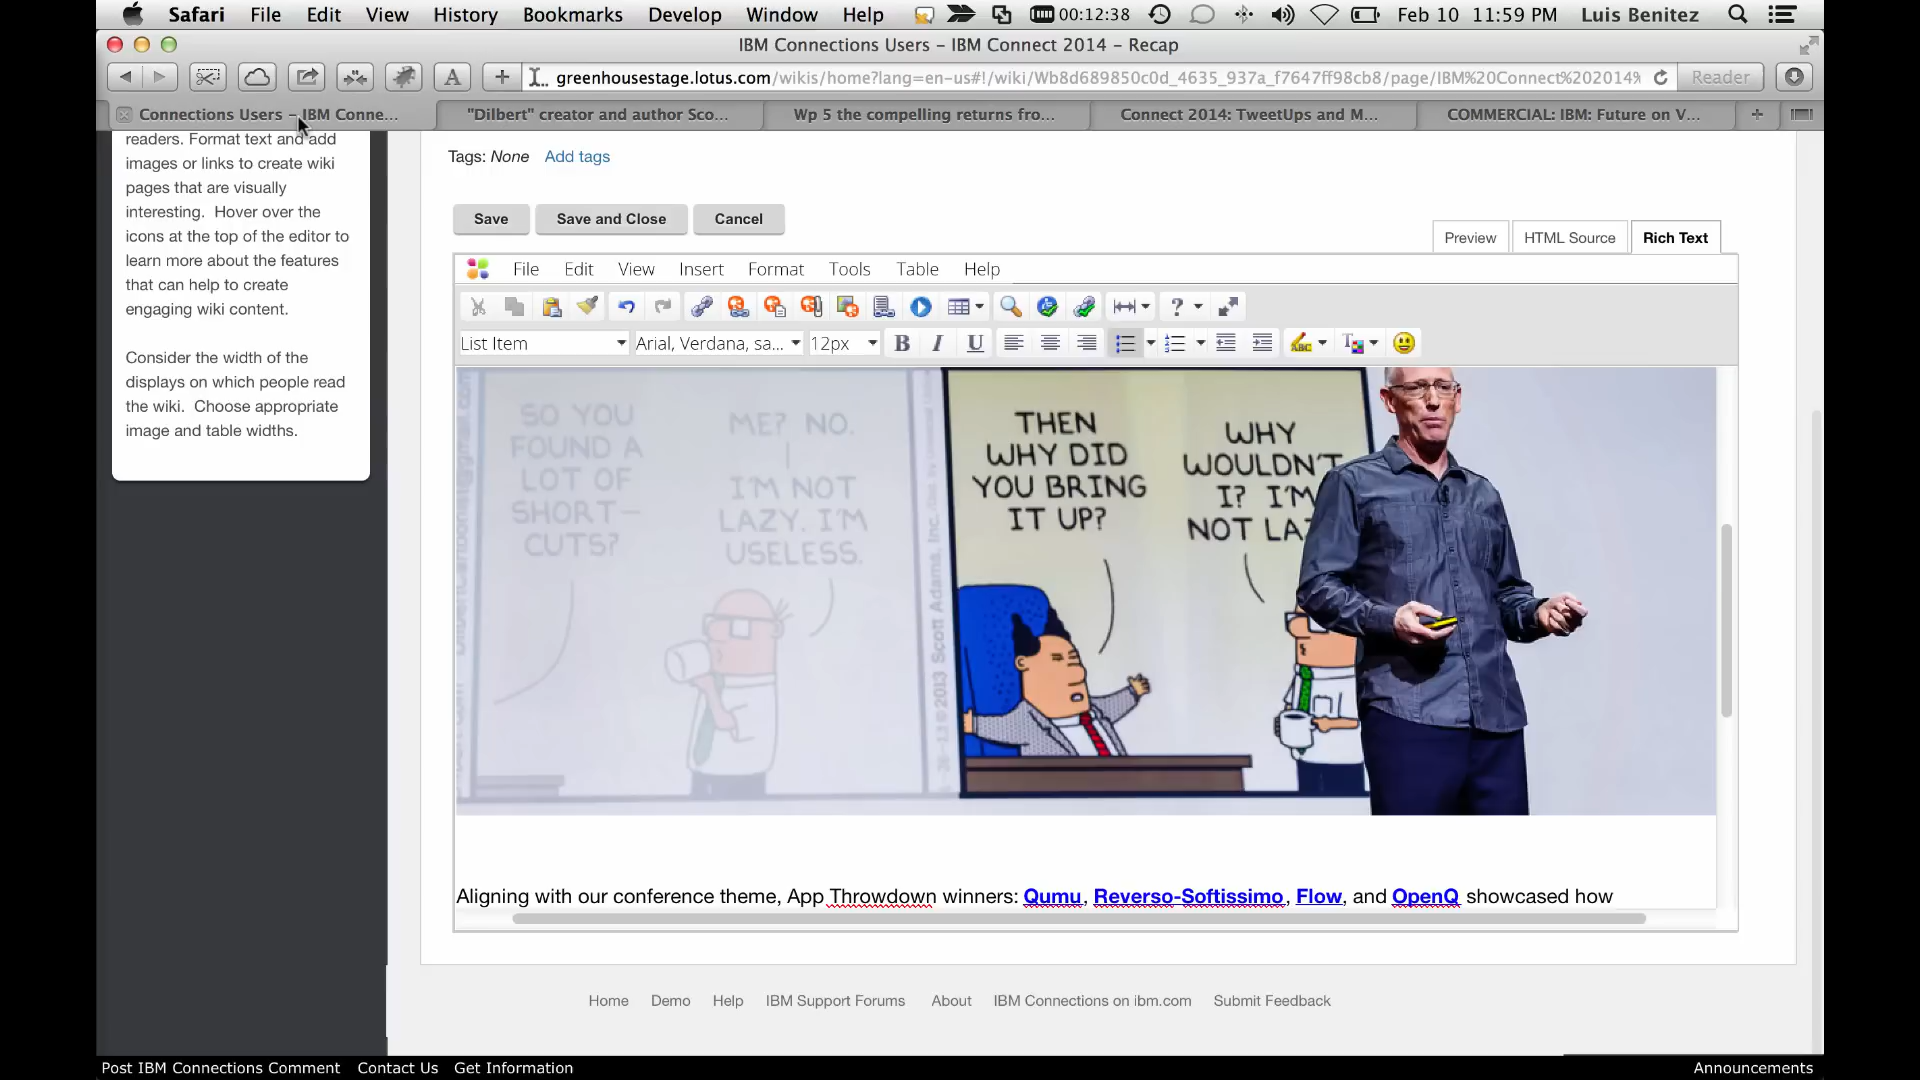 Safari File Edit View History Bookmarks Develop Window Help 00:12:38 Feb 10 11:59 PM Luis Benitez
IBM Connections Users – IBM Connect 2014 – Recap
A + greenhousestage.lotus.com/wikis/home?lang=en-us#!/wiki/Wb8d689850c0d_4635_937a_f7647ff98cb8/page/IBM%20Connect%202014% Reader
Connections Users – IBM Conne... "Dilbert" creator and author Sco... Wp 5 the compelling returns fro... Connect 2014: TweetUps and M... COMMERCIAL: IBM: Future on V... +
readers. Format text and add
images or links to create wiki
pages that are visually
interesting. Hover over the
icons at the top of the editor to
learn more about the features
that can help to create
engaging wiki content.
Consider the width of the
displays on which people read
the wiki. Choose appropriate
image and table widths.
Tags: None Add tags
Save Save and Close Cancel
Preview HTML Source Rich Text
File Edit View Insert Format Tools Table Help
List Item Arial, Verdana, sa... 12px B I U
SO YOU
FOUND A
LOT OF
SHORT–
CUTS?
ME? NO.
I'M NOT
LAZY. I'M
USELESS.
©2013 Scott Adams, Inc.
THEN
WHY DID
YOU BRING
IT UP?
WHY
WOULDN'T
I? I'M
NOT LA
Aligning with our conference theme, App Throwdown winners: Qumu, Reverso-Softissimo, Flow, and OpenQ showcased how
Home Demo Help IBM Support Forums About IBM Connections on ibm.com Submit Feedback
Post IBM Connections Comment Contact Us Get Information Announcements